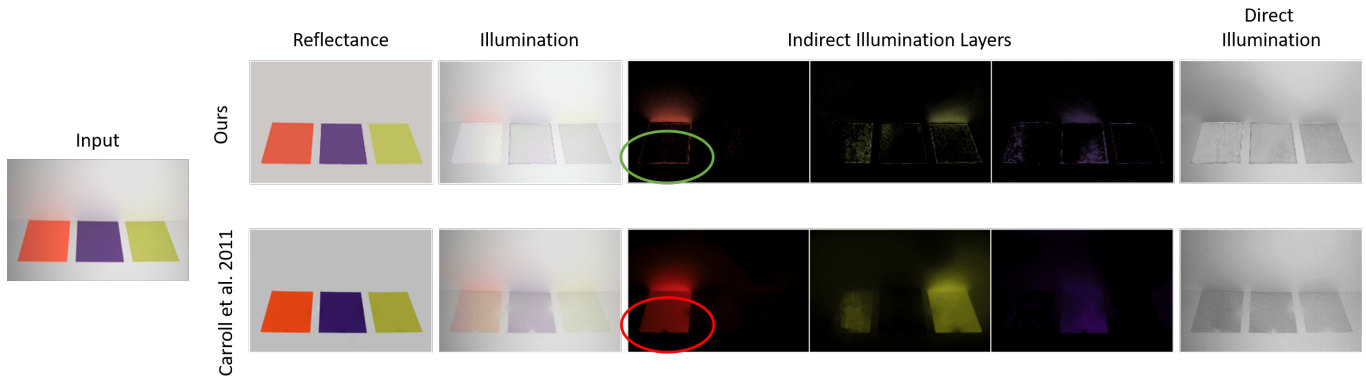 Direct
Reflectance
Illumination
Indirect Illumination Layers
Illumination
Ours
Input
Carroll et al. 2011